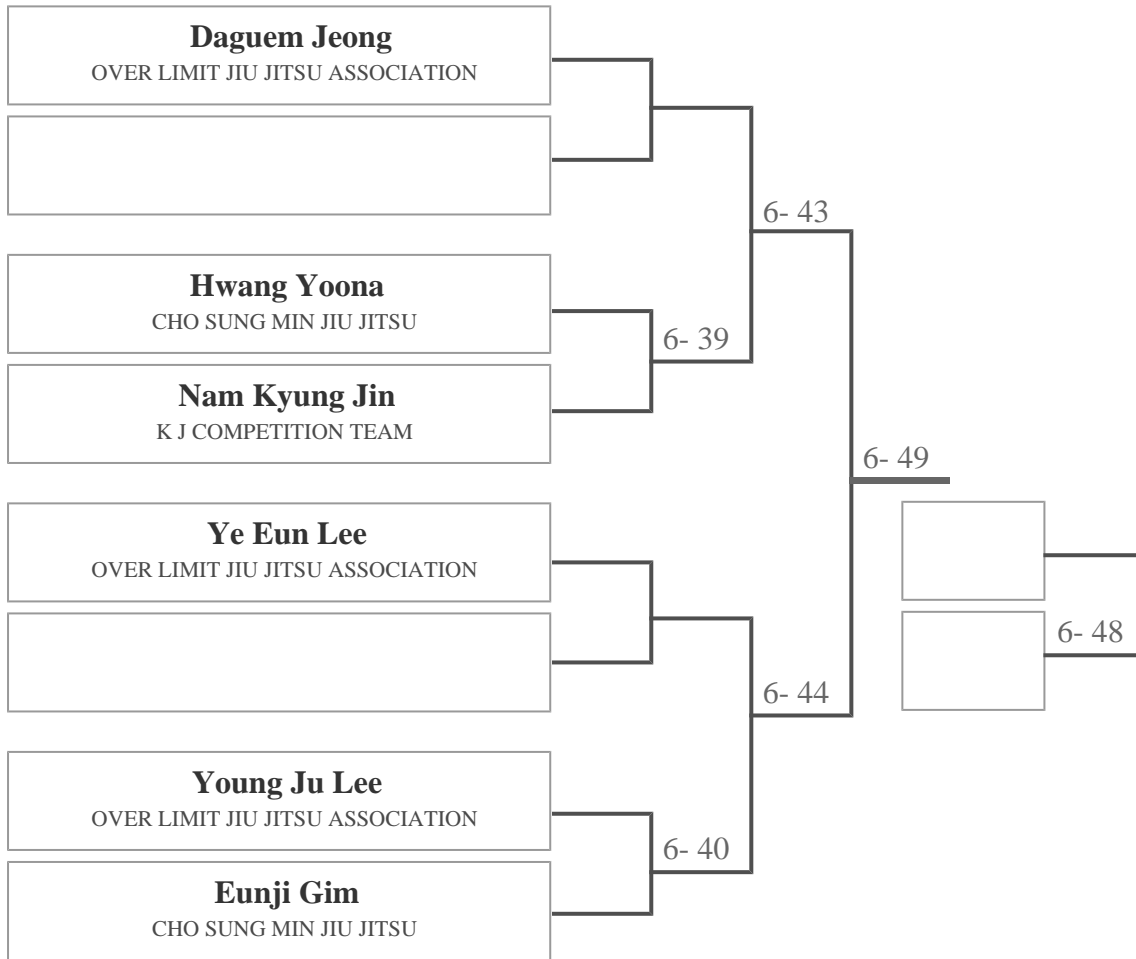 Daguem Jeong
OVER LIMIT JIU JITSU ASSOCIATION
6- 43
Hwang Yoona
CHO SUNG MIN JIU JITSU
6- 39
Nam Kyung Jin
K J COMPETITION TEAM
6- 49
Ye Eun Lee
OVER LIMIT JIU JITSU ASSOCIATION
6- 48
6- 44
Young Ju Lee
OVER LIMIT JIU JITSU ASSOCIATION
6- 40
Eunji Gim
CHO SUNG MIN JIU JITSU